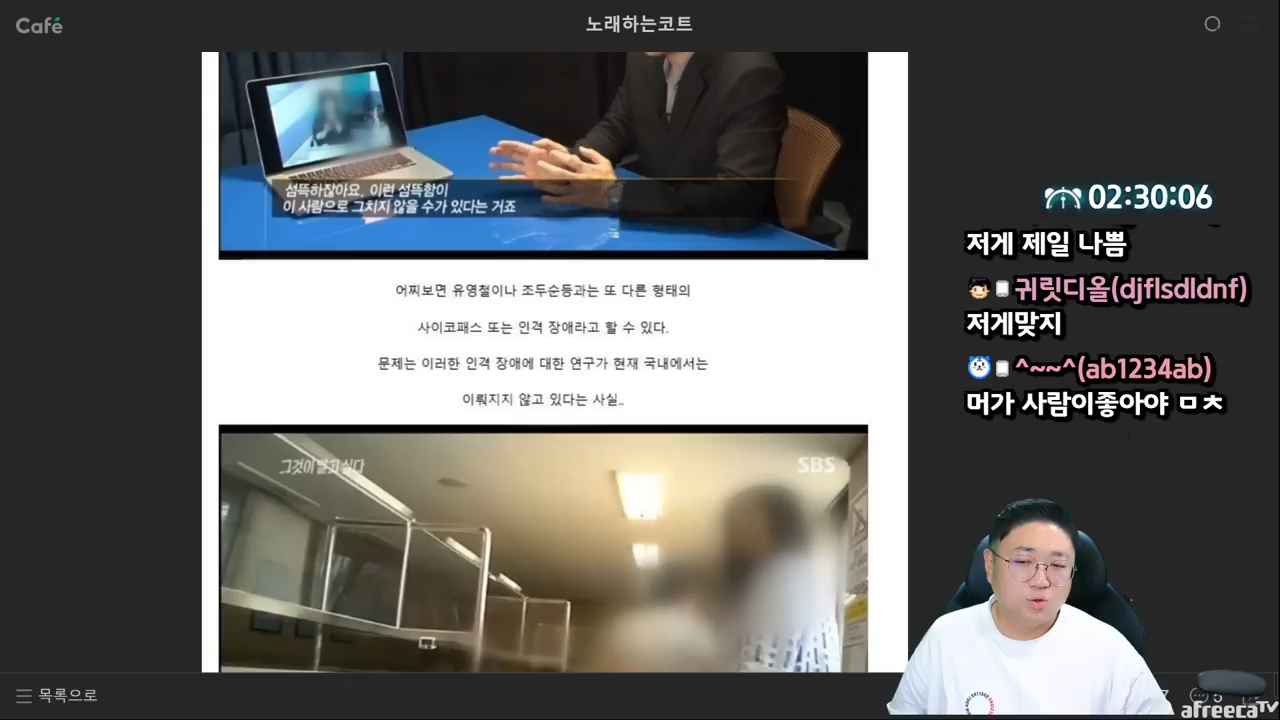 Café
노래하는코트
섬뜩하잖아요, 이런 섬뜩함이
이 사람으로 그치지 않을 수가 있다는 거죠
어찌보면 유영철이나 조두순등과는 또 다른 형태의
사이코패스 또는 인격 장애라고 할 수 있다.
문제는 이러한 인격 장애에 대한 연구가 현재 국내에서는
이뤄지지 않고 있다는 사실..
그것이 알고 싶다
SBS
02:30:06
저게 제일 나쁨
귀릿디올(djflsdldnf)
저게맞지
^~~^(ab1234ab)
머가 사람이좋아야 ㅁㅊ
목록으로
5
afreecaTV